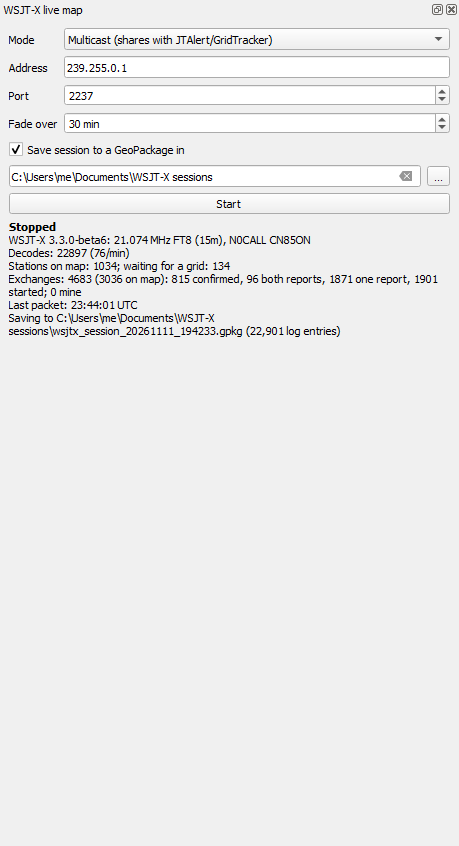 WSJT-X live map
Mode Multicast (shares with JTAlert/GridTracker)
Address 239.255.0.1
Port 2237
Fade over 30 min
Save session to a GeoPackage in
C:\Users\me\Documents\WSJT-X sessions ...
Start
Stopped
WSJT-X 3.3.0-beta6: 21.074 MHz FT8 (15m), N0CALL CN85ON
Decodes: 22897 (76/min)
Stations on map: 1034; waiting for a grid: 134
Exchanges: 4683 (3036 on map): 815 confirmed, 96 both reports, 1871 one report, 1901
started; 0 mine
Last packet: 23:44:01 UTC
Saving to C:\Users\me\Documents\WSJT-X
sessions\wsjtx_session_20261111_194233.gpkg (22,901 log entries)